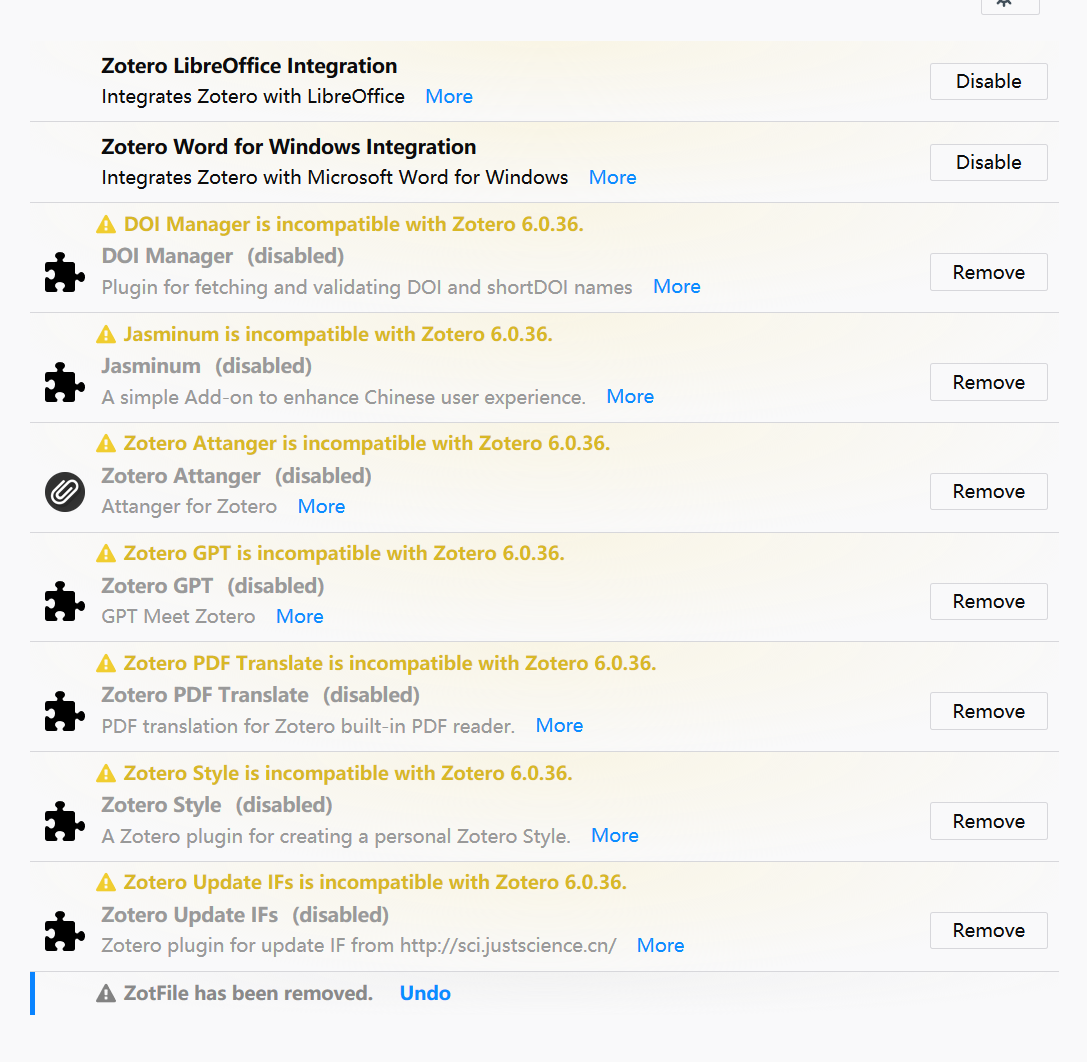 Zotero LibreOffice Integration
Integrates Zotero with LibreOffice More
Disable
Zotero Word for Windows Integration
Integrates Zotero with Microsoft Word for Windows More
Disable
DOI Manager is incompatible with Zotero 6.0.36.
DOI Manager (disabled)
Plugin for fetching and validating DOI and shortDOI names More
Remove
Jasminum is incompatible with Zotero 6.0.36.
Jasminum (disabled)
A simple Add-on to enhance Chinese user experience. More
Remove
Zotero Attanger is incompatible with Zotero 6.0.36.
Zotero Attanger (disabled)
Attanger for Zotero More
Remove
Zotero GPT is incompatible with Zotero 6.0.36.
Zotero GPT (disabled)
GPT Meet Zotero More
Remove
Zotero PDF Translate is incompatible with Zotero 6.0.36.
Zotero PDF Translate (disabled)
PDF translation for Zotero built-in PDF reader. More
Remove
Zotero Style is incompatible with Zotero 6.0.36.
Zotero Style (disabled)
A Zotero plugin for creating a personal Zotero Style. More
Remove
Zotero Update IFs is incompatible with Zotero 6.0.36.
Zotero Update IFs (disabled)
Zotero plugin for update IF from http://sci.justscience.cn/ More
Remove
ZotFile has been removed. Undo